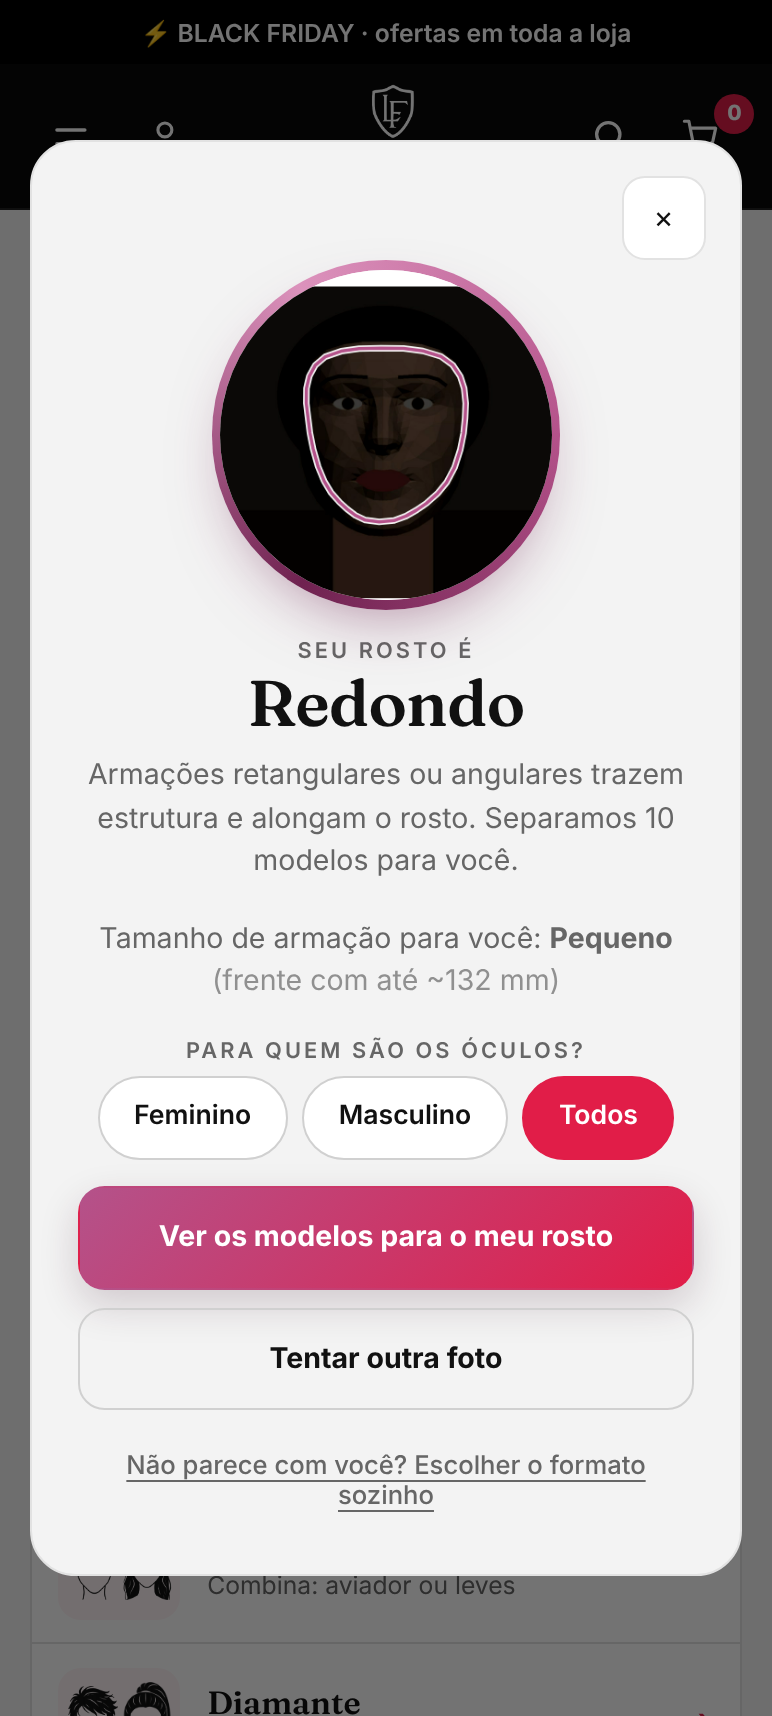 ⚡ BLACK FRIDAY · ofertas em toda a loja
LF
0
×
SEU ROSTO É
Redondo
Armações retangulares ou angulares trazem
estrutura e alongam o rosto. Separamos 10
modelos para você.
Tamanho de armação para você: Pequeno
(frente com até ~132 mm)
PARA QUEM SÃO OS ÓCULOS?
Feminino
Masculino
Todos
Ver os modelos para o meu rosto
Tentar outra foto
Não parece com você? Escolher o formato
sozinho
Combina: aviador ou leves
Diamante